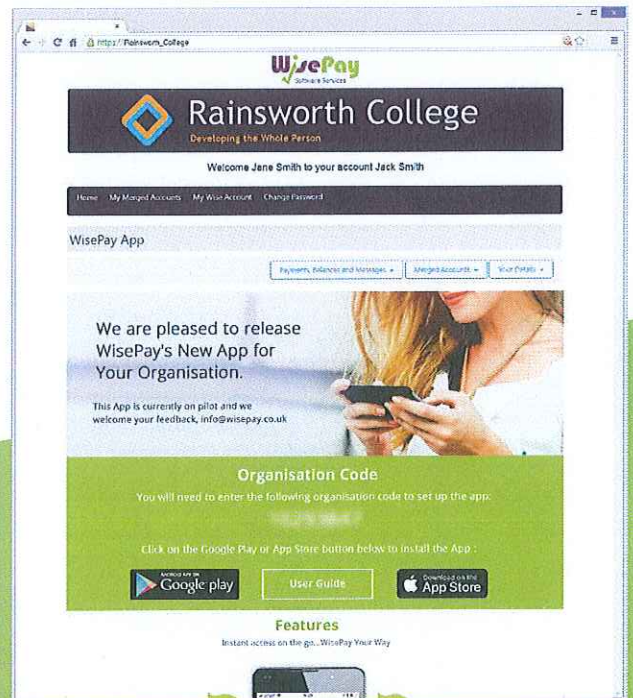 https://Rainsworth_College
WisePay
Software Services
Rainsworth College
Developing the Whole Person
Welcome Jane Smith to your account Jack Smith
Home My Merged Accounts My Wise Account Change Password
WisePay App
Payments, Balances and Messages Merged Accounts Your Details
We are pleased to release
WisePay's New App for
Your Organisation.
This App is currently on pilot and we
welcome your feedback, info@wisepay.co.uk
Organisation Code
You will need to enter the following organisation code to set up the app:
Click on the Google Play or App Store button below to install the App :
Google play
User Guide
Download on the
App Store
Features
Instant access on the go...WisePay Your Way